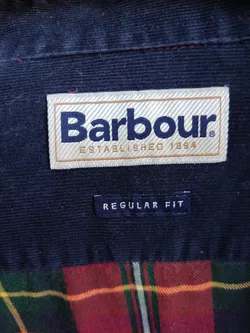 Barbour®
ESTABLISHED 1894
REGULAR FIT